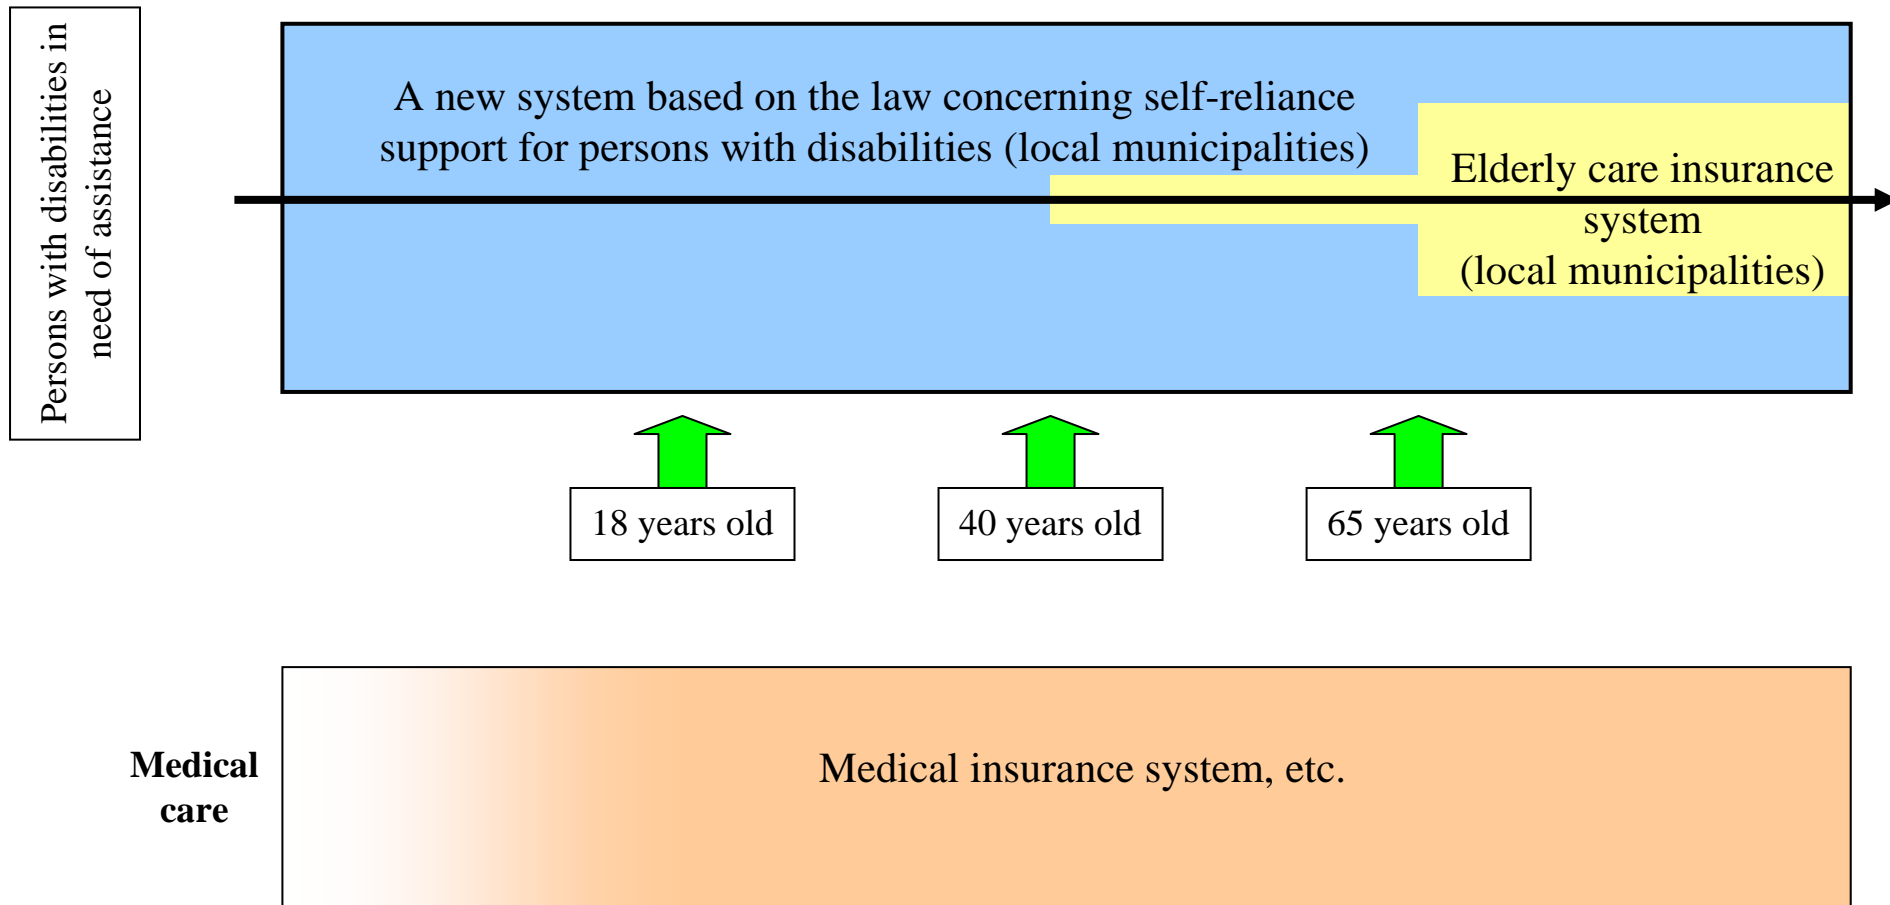 Persons with disabilities in
need of assistance
A new system based on the law concerning self-reliance
support for persons with disabilities (local municipalities)
Elderly care insurance
system
(local municipalities)
18 years old
40 years old
65 years old
Medical
care
Medical insurance system, etc.